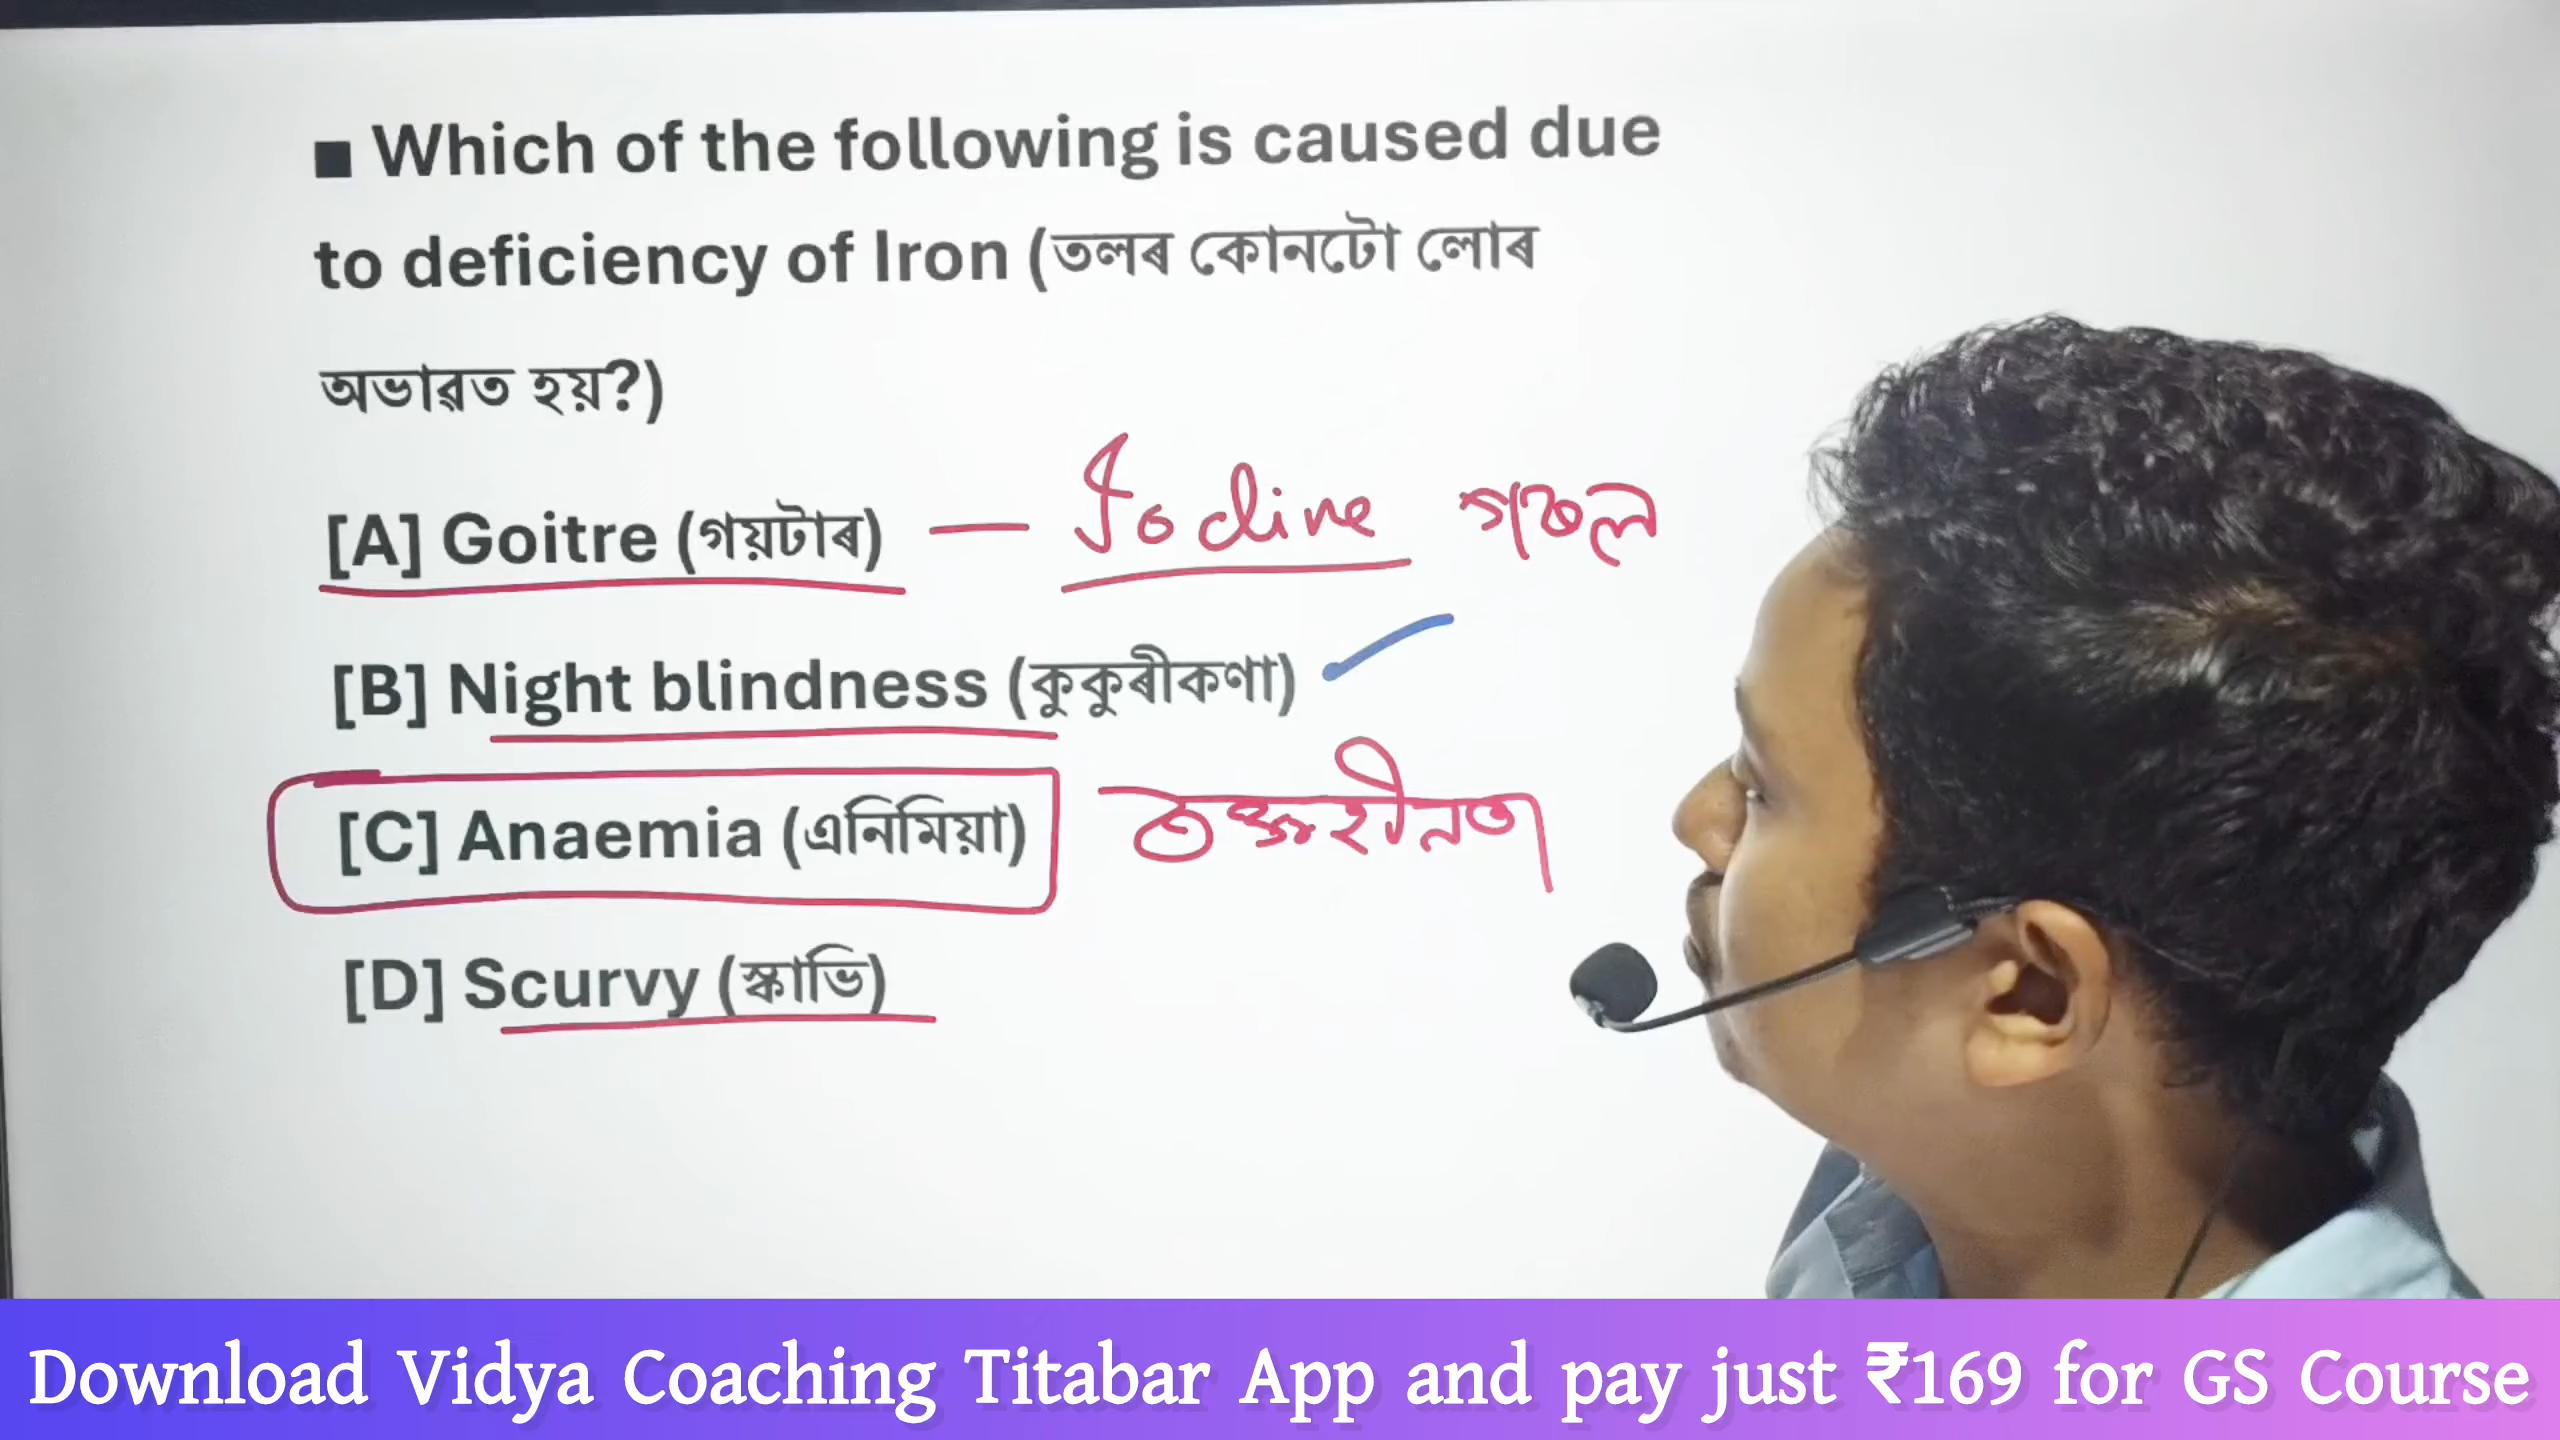 ■ Which of the following is caused due
to deficiency of Iron (তলৰ কোনটো লোৰ
অভাৱত হয়?)
[A] Goitre (গয়টাৰ) — Iodine
[B] Night blindness (কুকুৰীকণা)
[C] Anaemia (এনিমিয়া)
[D] Scurvy (স্কাৰ্ভি)
Download Vidya Coaching Titabar App and pay just ₹169 for GS Course